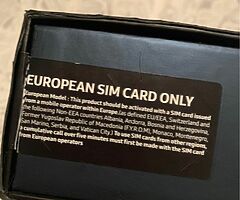 EUROPEAN SIM CARD ONLY
European Model : This product should be activated with a SIM card issued
from a mobile operator within Europe.(as defined EU/EEA, Switzerland and
the following Non-EEA countries Albania, Andorra, Bosnia and Herzegovina,
Former Yugoslav Republic of Macedonia (F.Y.R.O.M), Monaco, Montenegro,
San Marino, Serbia, and Vatican City.) To use SIM cards from other regions,
a cumulative call over five minutes must first be made with the SIM card
from European operators